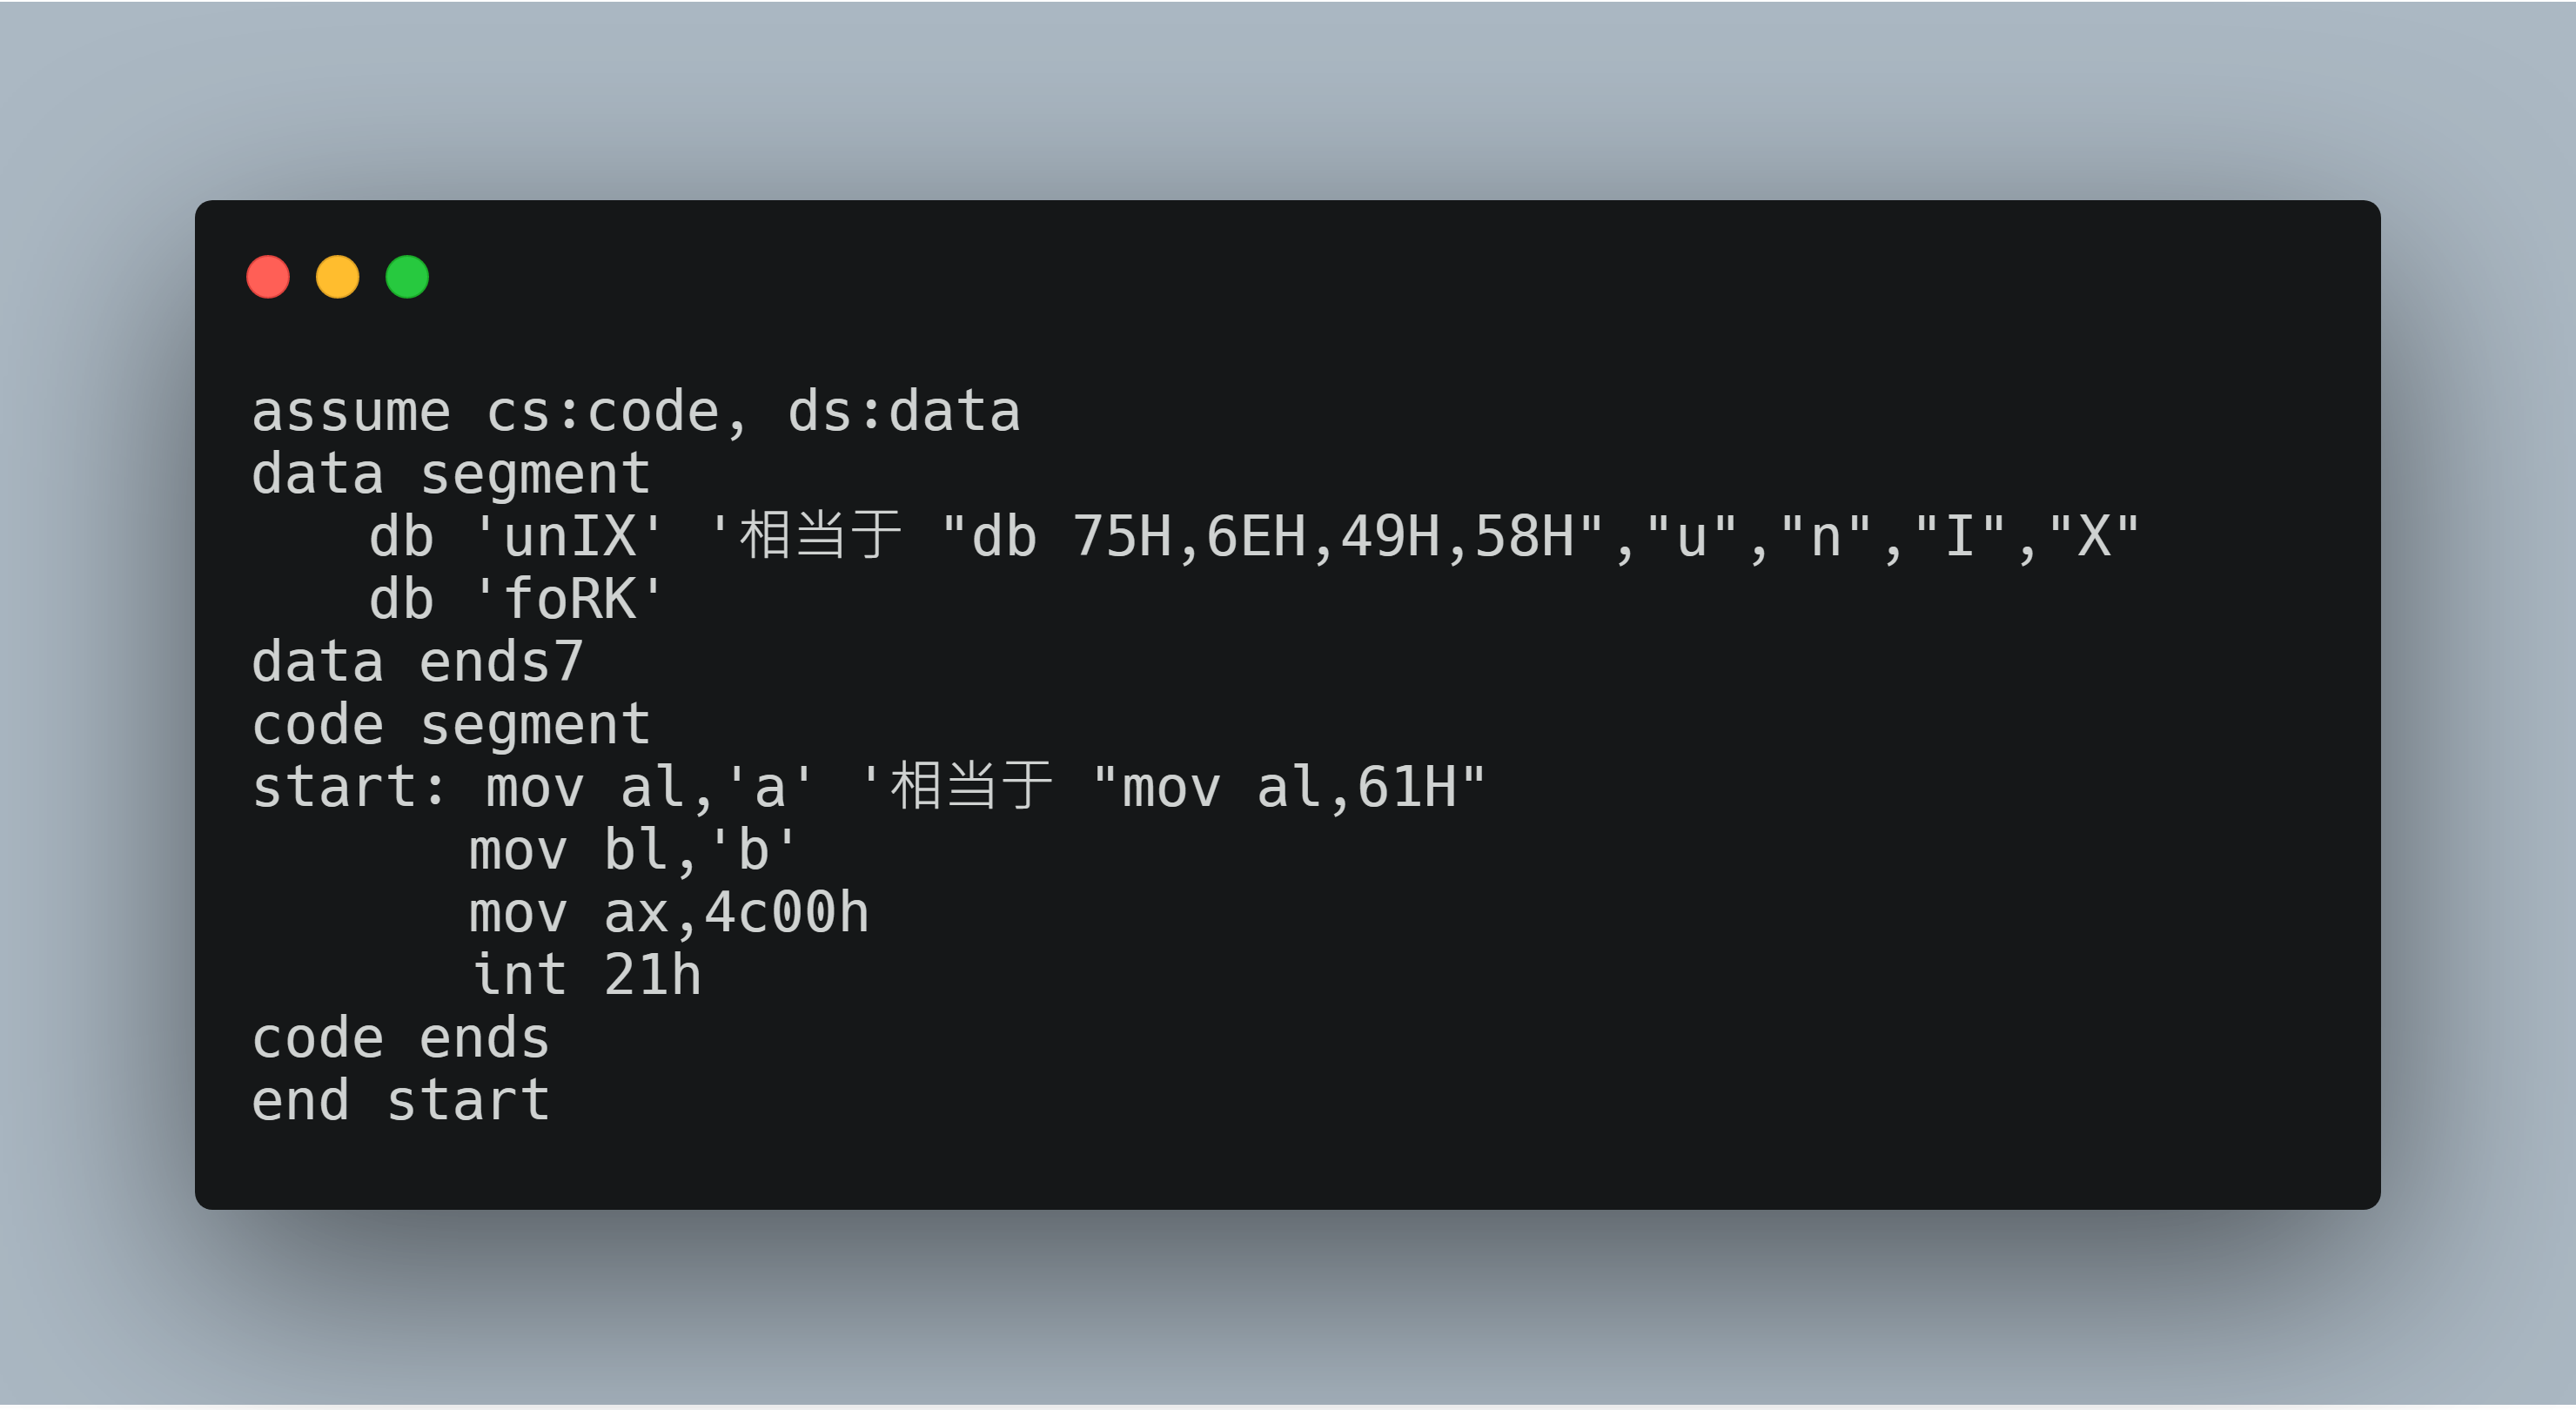 assume cs:code, ds:data
data segment
db 'unIX' '相当于 "db 75H,6EH,49H,58H","u","n","I","X"
db 'foRK'
data ends7
code segment
start: mov al,'a' '相当于 "mov al,61H"
mov bl,'b'
mov ax,4c00h
int 21h
code ends
end start